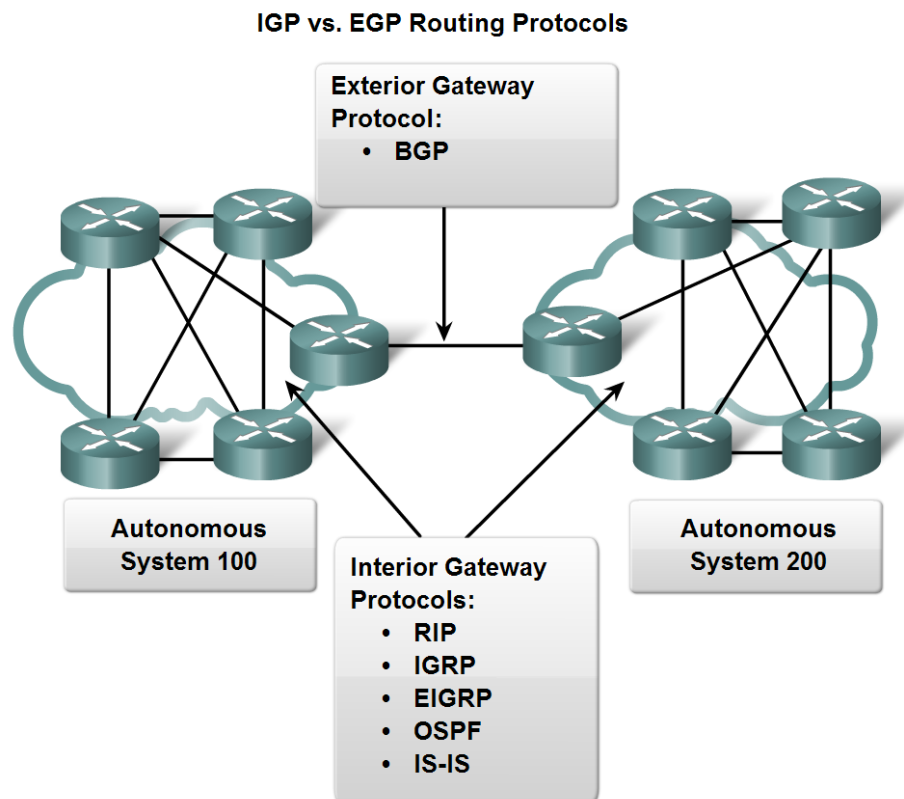 IGP vs. EGP Routing Protocols
Exterior Gateway
Protocol:
• BGP
Autonomous
System 100
Autonomous
System 200
Interior Gateway
Protocols:
• RIP
• IGRP
• EIGRP
• OSPF
• IS-IS